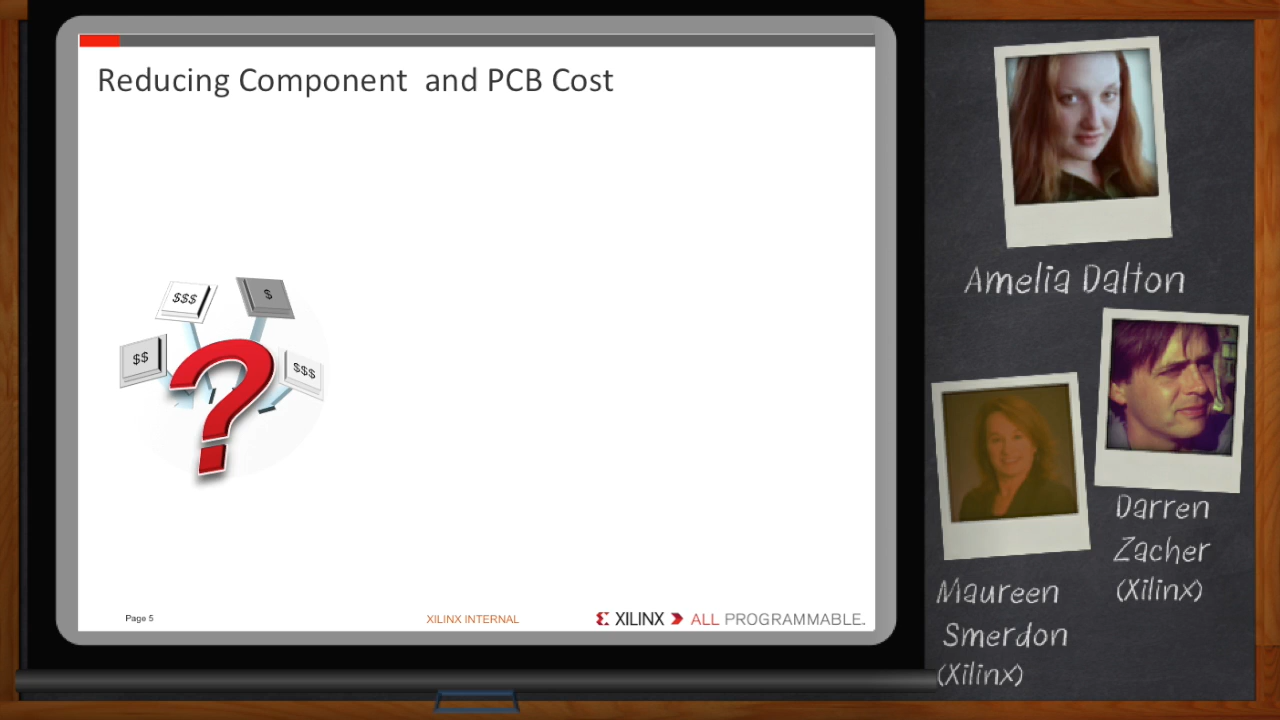 Reducing Component  and PCB Cost
$$$
$
$$
$$$
Page 5
XILINX INTERNAL
XILINX ALL PROGRAMMABLE.
Amelia Dalton
Darren
Zacher
(Xilinx)
Maureen
Smerdon
(Xilinx)